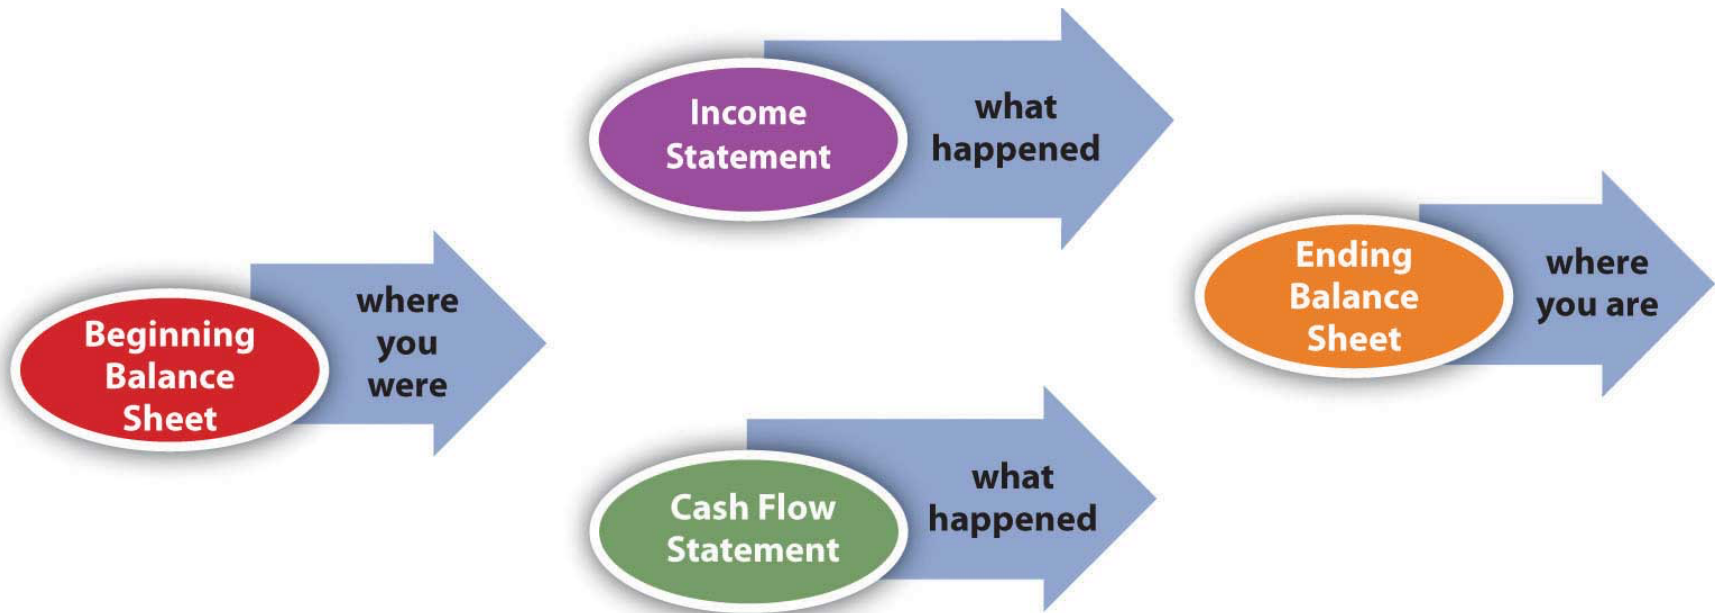 Beginning
Balance
Sheet
where
you
were
Income
Statement
what
happened
Cash Flow
Statement
what
happened
Ending
Balance
Sheet
where
you are